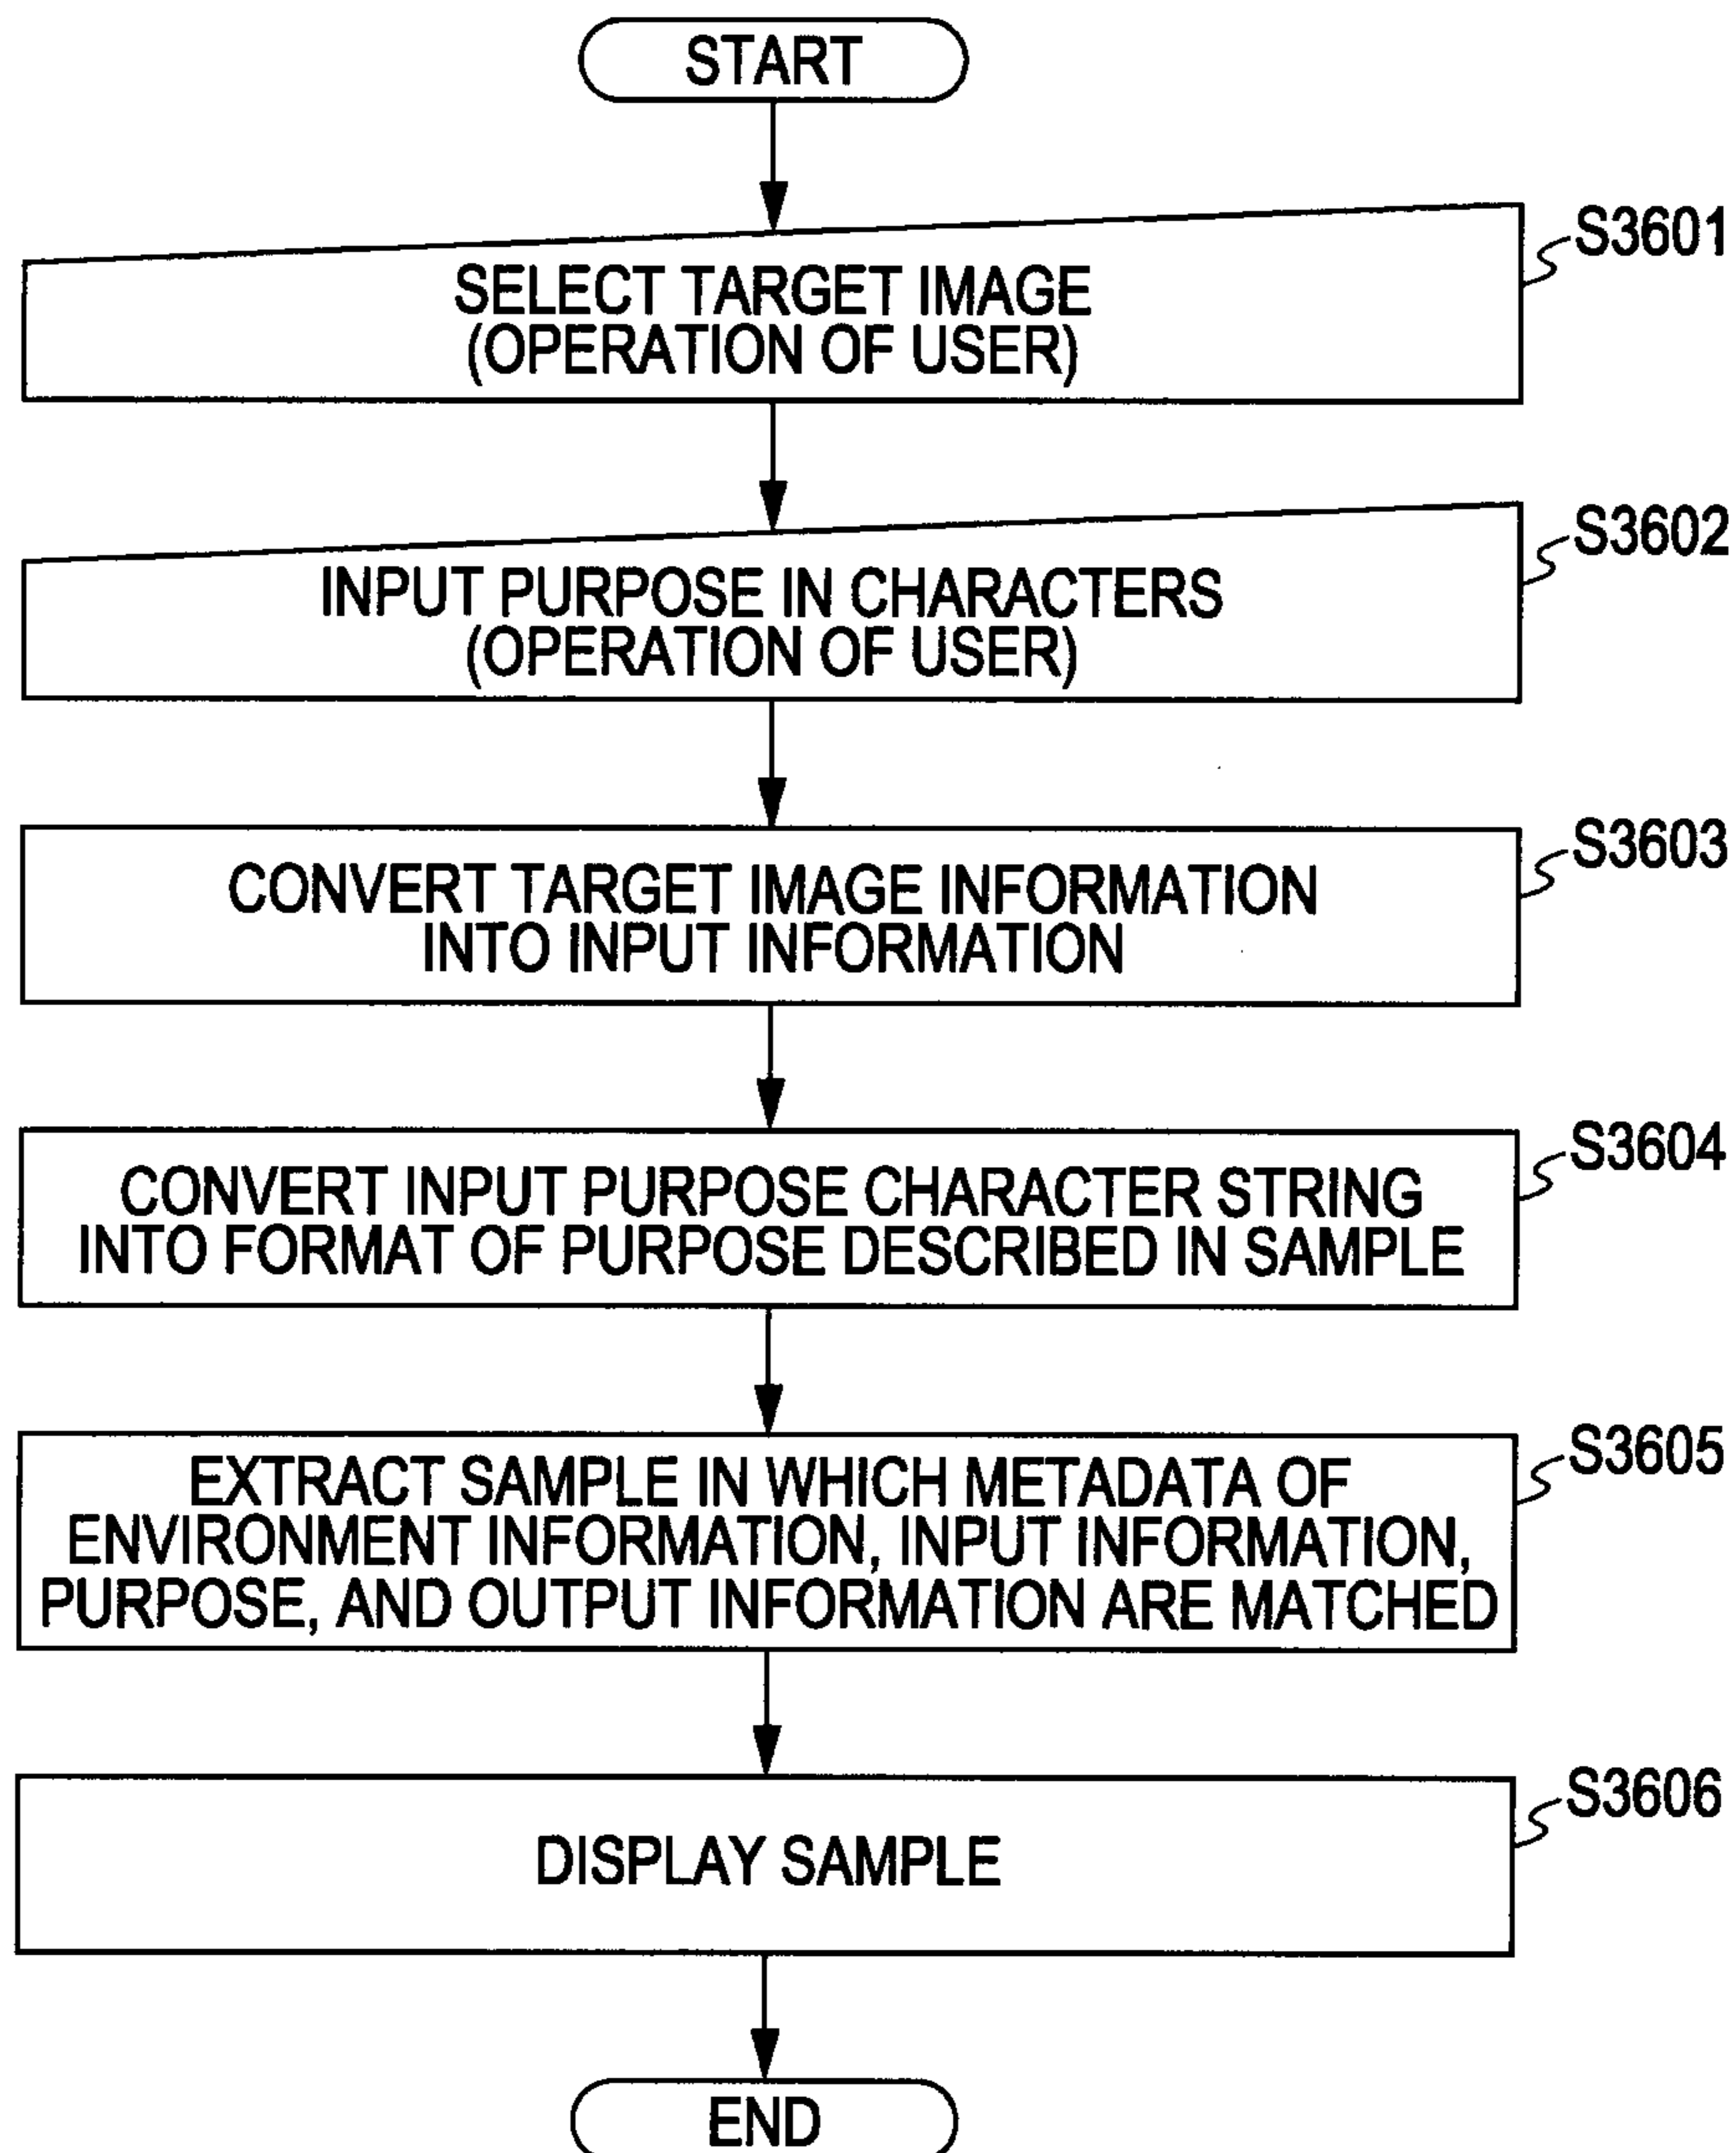 START
S3601
SELECT TARGET IMAGE
(OPERATION OF USER)
S3602
INPUT PURPOSE IN CHARACTERS
(OPERATION OF USER)
S3603
CONVERT TARGET IMAGE INFORMATION
INTO INPUT INFORMATION
S3604
CONVERT INPUT PURPOSE CHARACTER STRING
INTO FORMAT OF PURPOSE DESCRIBED IN SAMPLE
S3605
EXTRACT SAMPLE IN WHICH METADATA OF
ENVIRONMENT INFORMATION, INPUT INFORMATION,
PURPOSE, AND OUTPUT INFORMATION ARE MATCHED
S3606
DISPLAY SAMPLE
END